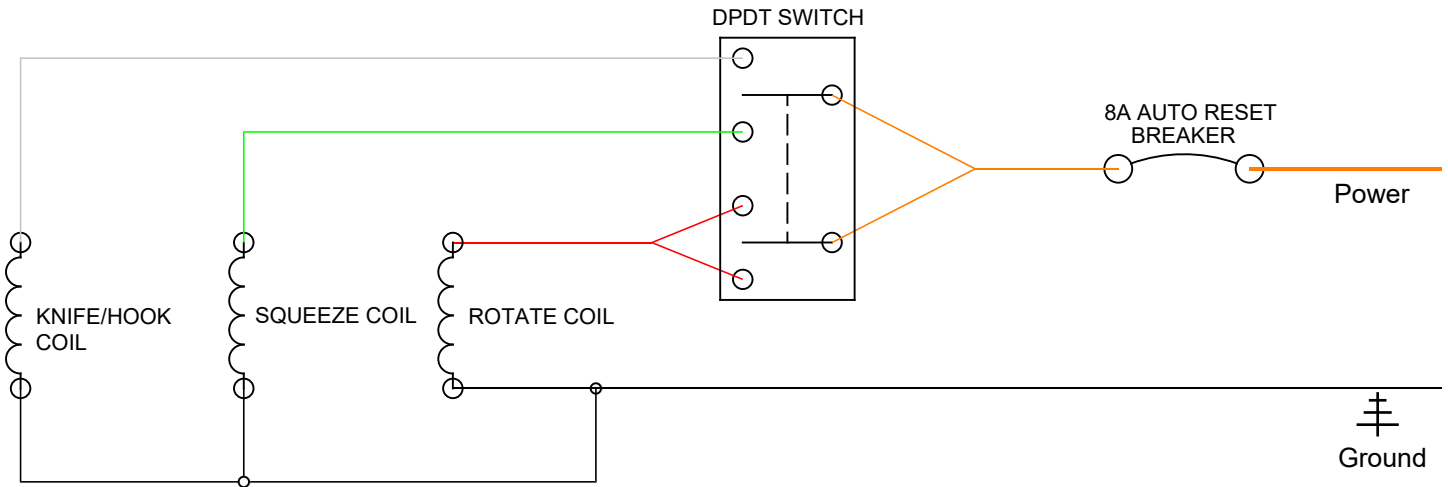 DPDT SWITCH
8A AUTO RESET
BREAKER
Power
KNIFE/HOOK
COIL
SQUEEZE COIL
ROTATE COIL
Ground